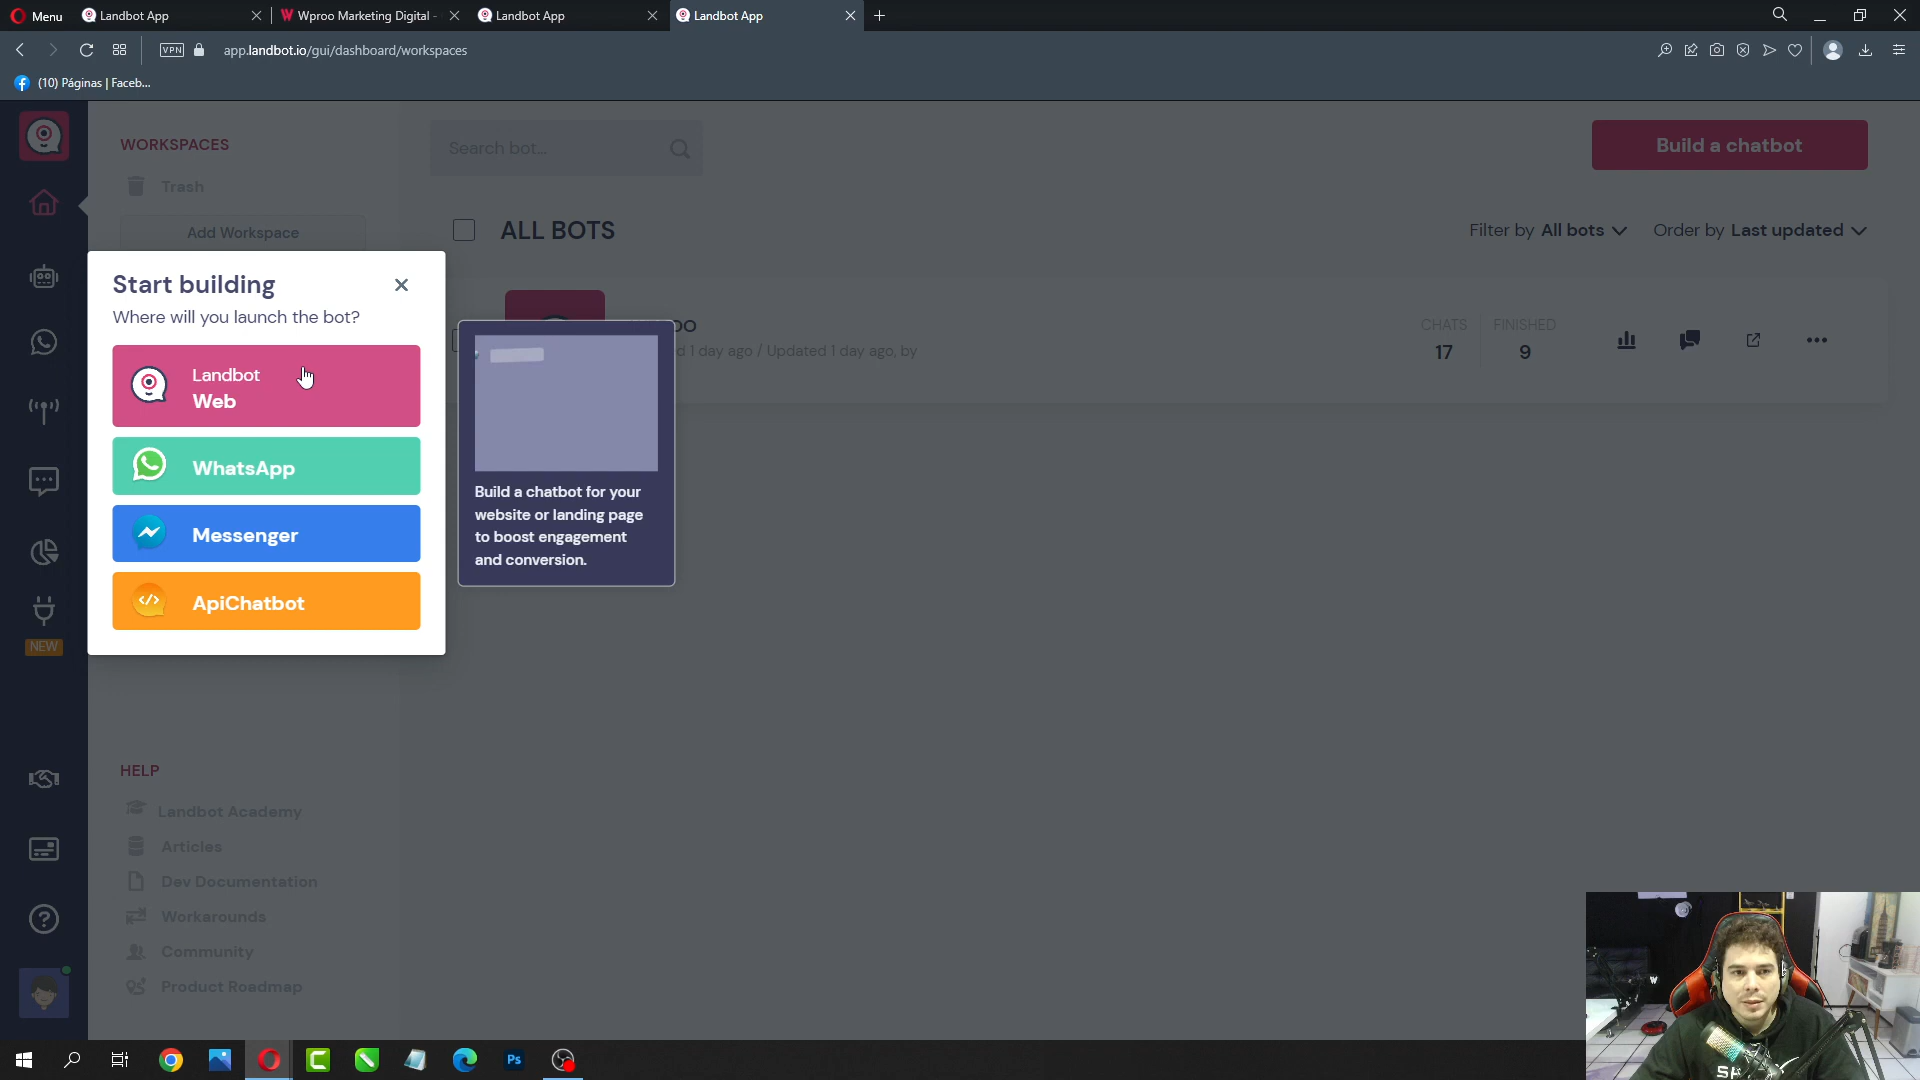 Menu
Landbot App
Wproo Marketing Digital -
Landbot App
Landbot App
VPN
app.landbot.io/gui/dashboard/workspaces
(10) Páginas | Faceb...
WORKSPACES
Trash
Add Workspace
Search bot...
Build a chatbot
ALL BOTS
Filter by All bots
Order by Last updated
Start building
Where will you launch the bot?
Landbot
Web
WhatsApp
Messenger
ApiChatbot
Build a chatbot for your
website or landing page
to boost engagement
and conversion.
1 day ago / Updated 1 day ago, by
CHATS
17
FINISHED
9
NEW
HELP
Landbot Academy
Articles
Dev Documentation
Workarounds
Community
Product Roadmap
Ps